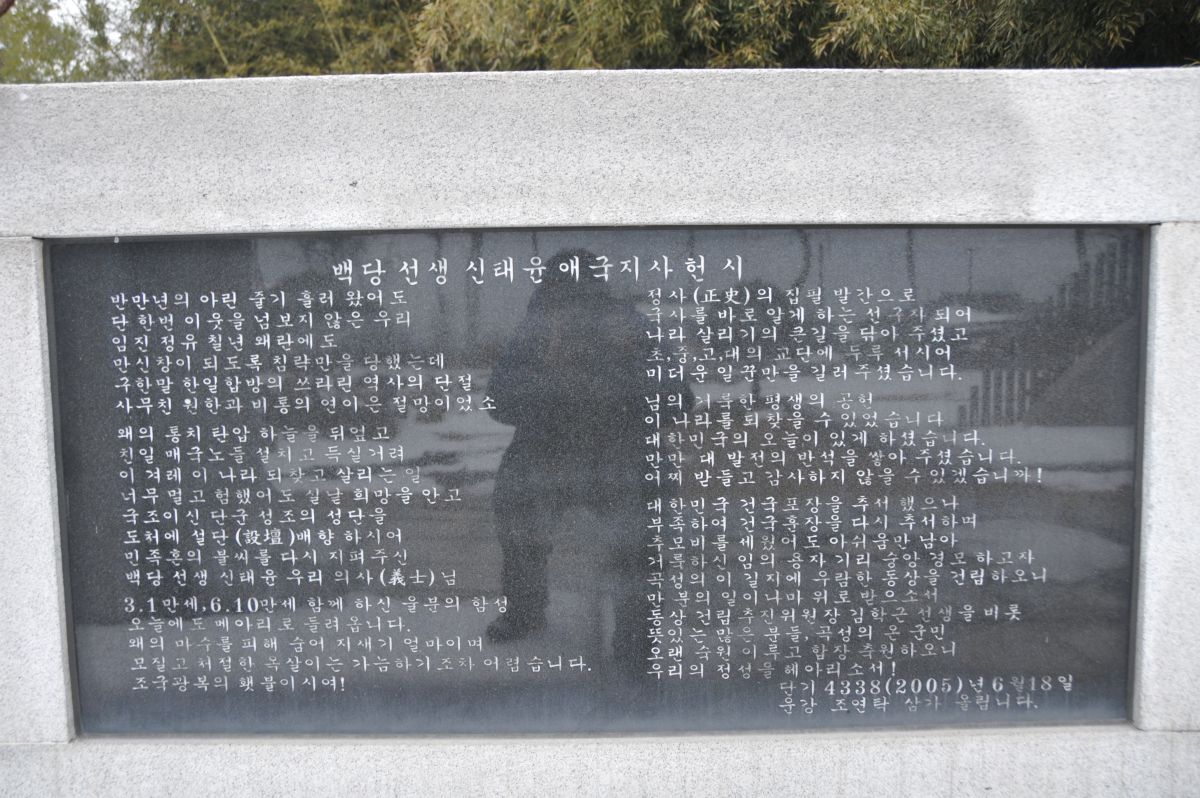 백당 선생 신태윤 애국지사 헌 시
반만년의 아린 줄기 흘러 왔어도
단 한번 이웃을 넘보지 않은 우리
임진 정유 칠년 왜란에도
만신창이 되도록 침략만을 당했는데
구한말 한일합방의 쓰라린 역사의 단절
사무친 원한과 비통의 연이은 절망이었소
왜의 통치 탄압 하늘을 뒤엎고
친일 매국노들 설치고 득실거려
이 겨레 이 나라 되찾고 살리는 일
너무 멀고 험했어도 실낱 희망을 안고
국조이신 단군 성조의 성단을
도처에 설단(設壇)배향 하시어
민족혼의 불씨를 다시 지펴주신
백당 선생 신태윤 우리 의사(義士)님
3.1만세,6.10만세 함께 하신 울분의 함성
오늘에도 메아리로 들려옵니다.
왜의 마수를 피해 숨어 지새기 얼마이며
모질고 처절한 옥살이는 가늠하기조차 어렵습니다.
조국광복의 횃불이시여!
정사(正史)의 집필 발간으로
국사를 바로 알게 하는 선구자 되어
나라 살리기의 큰길을 닦아 주셨고
초,중,고,대의 교단에 두루 서시어
미더운 일꾼만을 길러주셨습니다.
님의 거룩한 평생의 공헌
이 나라를 되찾을 수 있었습니다
대한민국의 오늘이 있게 하셨습니다.
만만 대 발전의 반석을 쌓아 주셨습니다.
어찌 받들고 감사하지 않을 수 있겠습니까!
대한민국 건국포장을 추서 했으나
부족하여 건국훈장을 다시 추서하며
추모비를 세웠어도 아쉬움만 남아
거룩하신 임의 용자 기리 숭앙 경모 하고자
곡성의 이 길지에 우람한 동상을 건립하오니
만 분의 일이나마 위로 받으소서
동상 건립 추진위원장 김학근 선생을 비롯
뜻있는 많은 분들, 곡성의 온 군민
오랜 숙원 이루고 합장 축원하오니
우리의 정성을 헤아리소서!
단기 4338(2005)년 6월18일
운강 조연탁 삼가 올립니다.